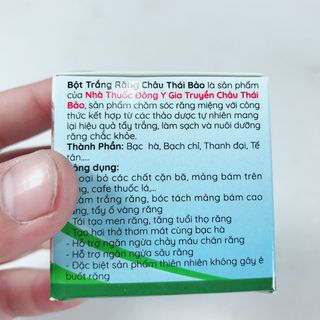 Bột Trắng Răng Châu Thái Bảo là sản phẩm
của Nhà Thuốc Đông Y Gia Truyền Châu Thái
Bảo, sản phẩm chăm sóc răng miệng với công
thức kết hợp từ các thảo dược tự nhiên mang
lại hiệu quả tẩy trắng, làm sạch và nuôi dưỡng
răng chắc khỏe.
Thành Phần: Bạc hà, Bạch chỉ, Thanh đại, Tế
tân....
Công dụng:
Loại bỏ các chất cặn bã, mảng bám trên
răng, cafe thuốc lá,..
Làm trắng răng, bóc tách mảng bám cao
răng, tẩy ố vàng răng
- Tái tạo men răng, tăng tuổi thọ răng
- Tạo hơi thở thơm mát cùng bạc hà
- Hỗ trợ ngăn ngừa chảy máu chân răng
- Hỗ trợ ngăn ngừa sâu răng
- Đặc biệt sản phẩm thiên nhiên không gây ê
buốt răng